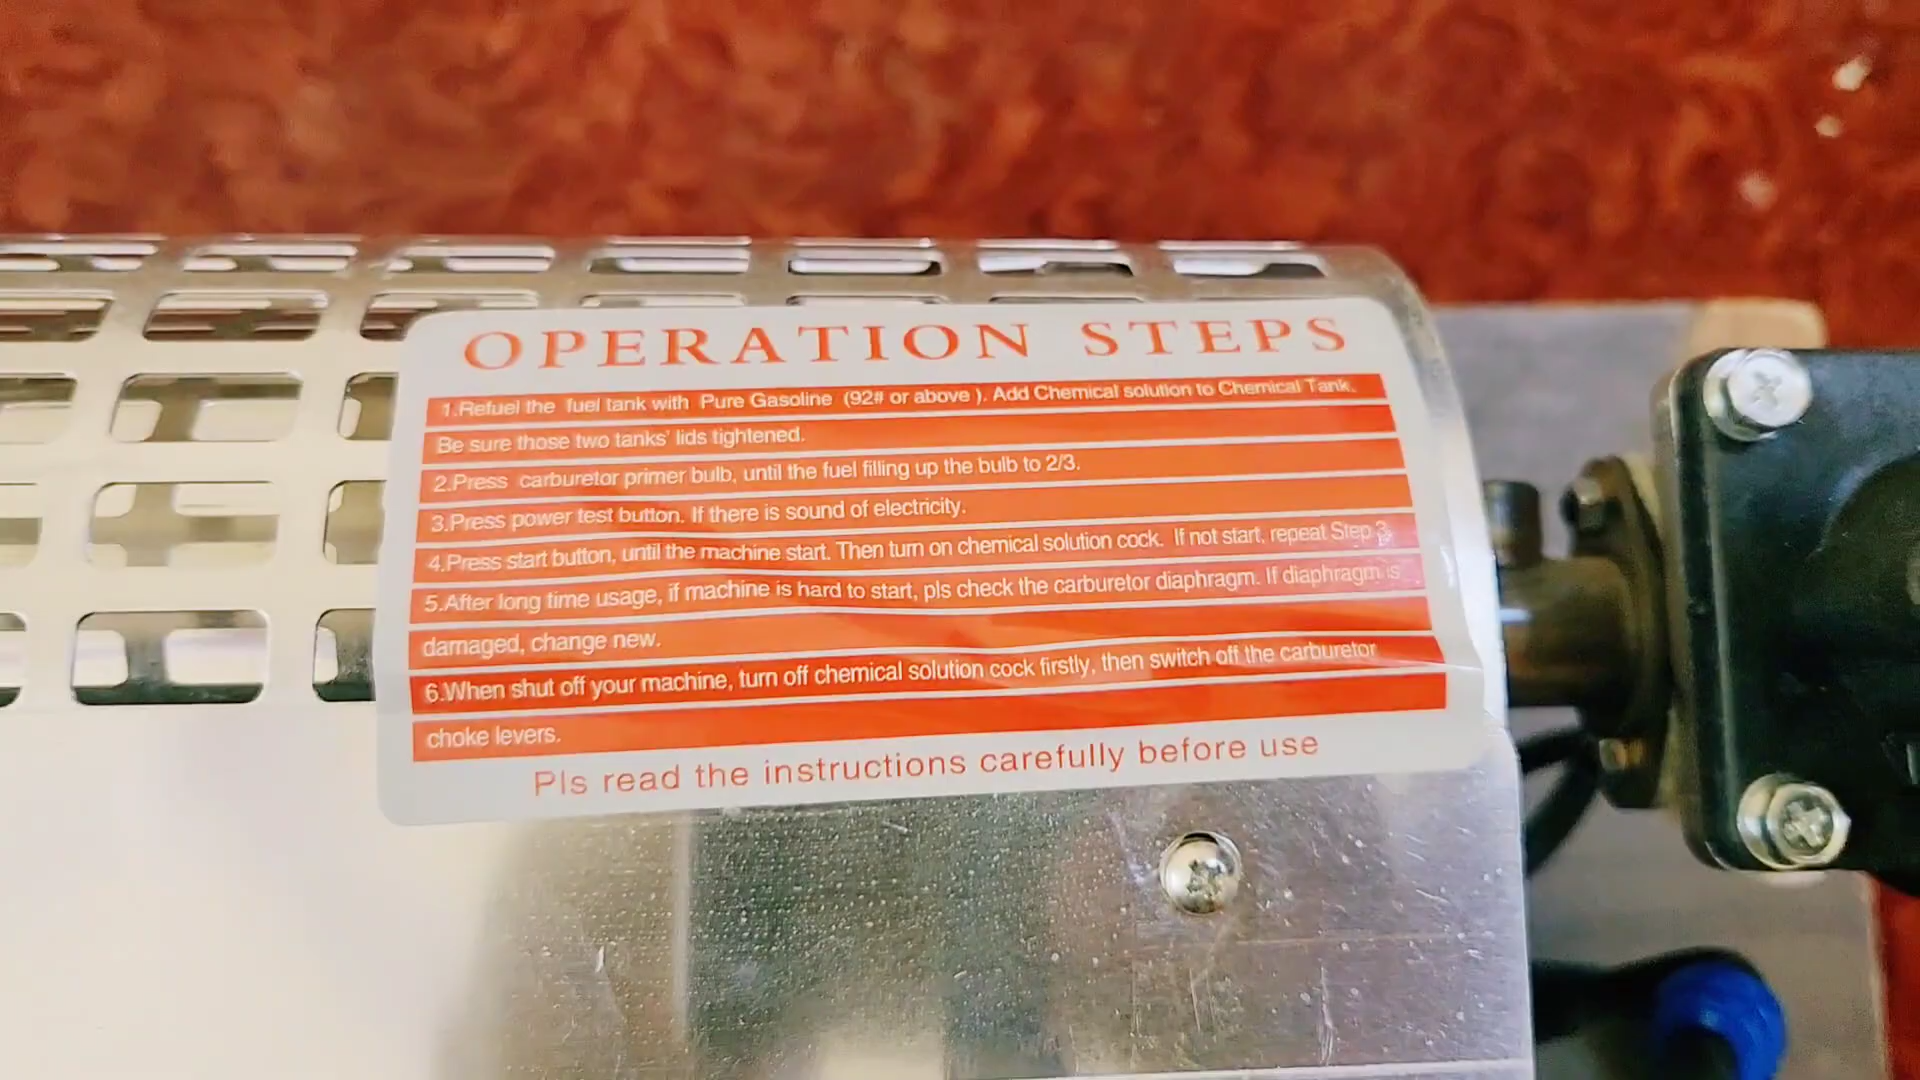 OPERATION STEPS
1.Refuel the fuel tank with Pure Gasoline (92# or above ). Add Chemical solution to Chemical Tank.
Be sure those two tanks' lids tightened.
2.Press carburetor primer bulb, until the fuel filling up the bulb to 2/3.
3.Press power test button. If there is sound of electricity.
4.Press start button, until the machine start. Then turn on chemical solution cock. If not start, repeat Step 3.
5.After long time usage, if machine is hard to start, pls check the carburetor diaphragm. If diaphragm is
damaged, change new.
6.When shut off your machine, turn off chemical solution cock firstly, then switch off the carburetor
choke levers.
Pls read the instructions carefully before use